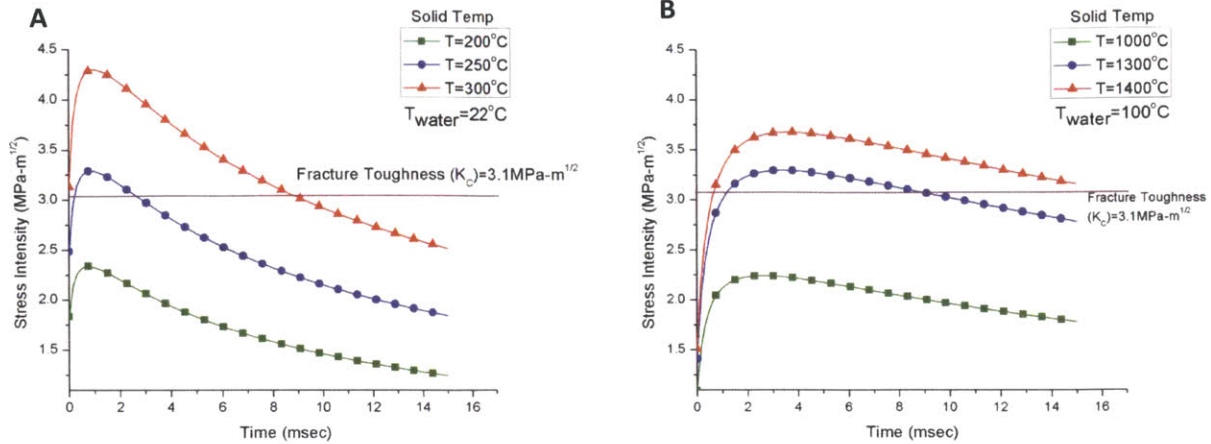 A
Solid Temp
T=200°C
T=250°C
T=300°C
T_water=22°C
Fracture Toughness (K_C)=3.1MPa-m^1/2
Stress Intensity (MPa-m^1/2)
4.5
4.0
3.5
3.0
2.5
2.0
1.5
0 2 4 6 8 10 12 14 16
Time (msec)
B
Solid Temp
T=1000°C
T=1300°C
T=1400°C
T_water=100°C
Fracture Toughness
(K_C)=3.1MPa-m^1/2
Stress Intensity (MPa-m^1/2)
4.5
4.0
3.5
3.0
2.5
2.0
1.5
0 2 4 6 8 10 12 14 16
Time (msec)